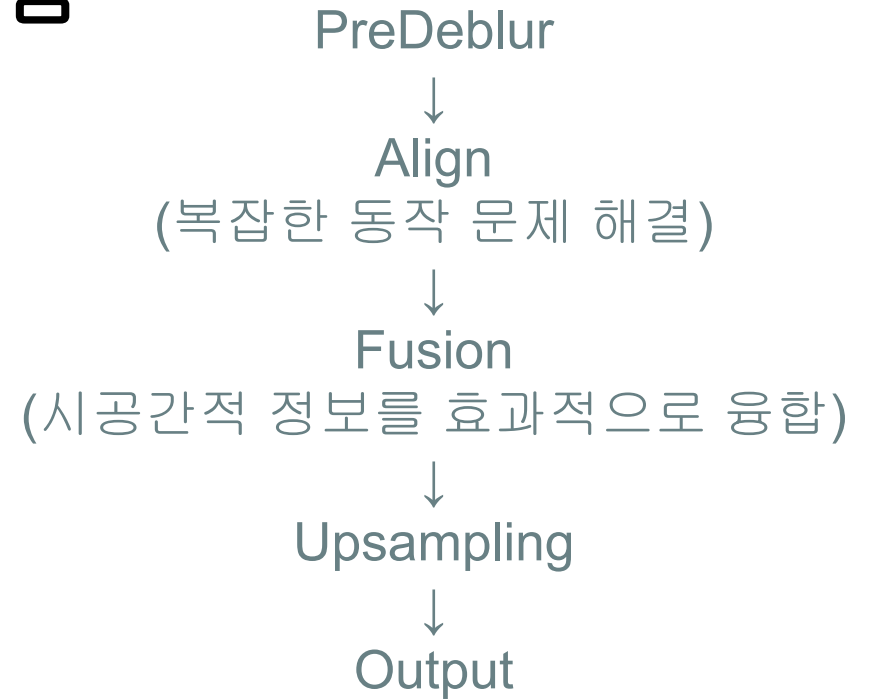 PreDeblur
↓
Align
(복잡한 동작 문제 해결)
↓
Fusion
(시공간적 정보를 효과적으로 융합)
↓
Upsampling
↓
Output